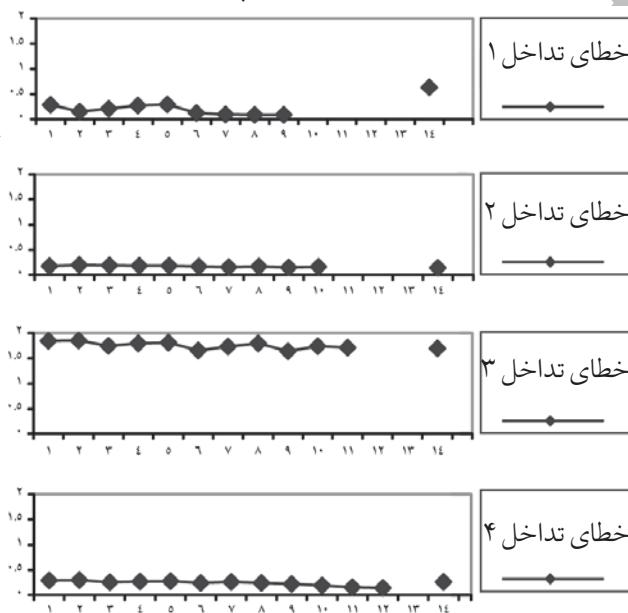 خطای تداخل ۱
۲
۱.۵
۱
۰.۵
۰
۱ ۲ ۳ ٤ ٥ ٦ ۷ ۸ ۹ ۱۰ ۱۱ ۱۲ ۱۳ ۱٤
خطای تداخل ۲
۲
۱.۵
۱
۰.۵
۰
۱ ۲ ۳ ٤ ٥ ٦ ۷ ۸ ۹ ۱۰ ۱۱ ۱۲ ۱۳ ۱٤
خطای تداخل ۳
۲
۱.۵
۱
۰.۵
۰
۱ ۲ ۳ ٤ ٥ ٦ ۷ ۸ ۹ ۱۰ ۱۱ ۱۲ ۱۳ ۱٤
خطای تداخل ۴
۲
۱.۵
۱
۰.۵
۰
۱ ۲ ۳ ٤ ٥ ٦ ۷ ۸ ۹ ۱۰ ۱۱ ۱۲ ۱۳ ۱٤